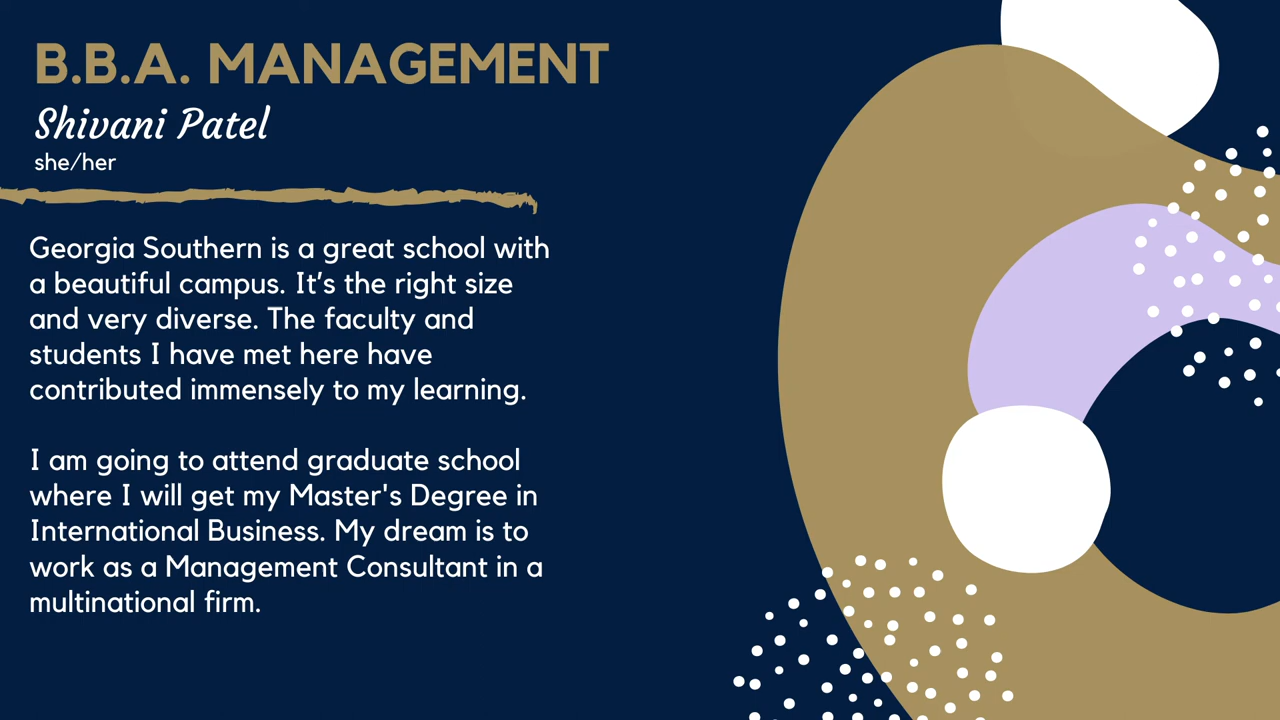 B.B.A. MANAGEMENT
Shivani Patel
she/her
Georgia Southern is a great school with
a beautiful campus. It’s the right size
and very diverse. The faculty and
students I have met here have
contributed immensely to my learning.
I am going to attend graduate school
where I will get my Master's Degree in
International Business. My dream is to
work as a Management Consultant in a
multinational firm.